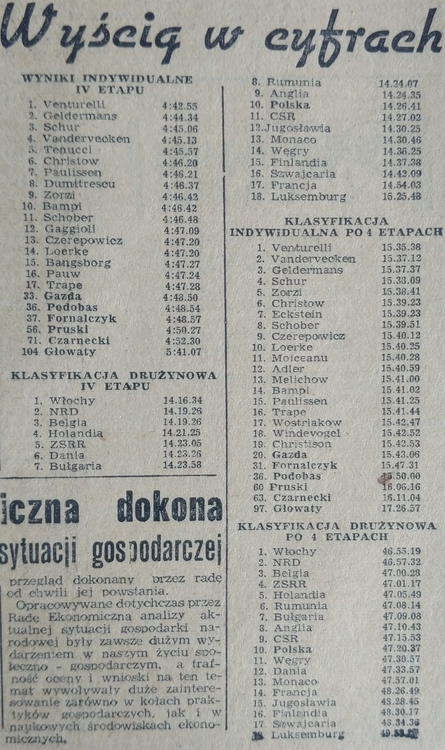 Wyścig w cyfrach
WYNIKI INDYWIDUALNE
IV ETAPU
1. Venturelli 4:42.55
2. Geldermans 4:44.34
3. Schur 4:45.06
4. Vanderveeken 4:45.13
5. Tenucci 4:45.57
6. Christow 4:46.20
7. Paulissen 4:46.21
8. Dumitrescu 4:46.37
9. Zorzi 4:46.42
10. Bampi 4:46.42
11. Schober 4:46.48
12. Gaggioli 4:47.09
13. Czerepowicz 4:47.20
14. Loerke 4:47.20
15. Bangsborg 4:47.27
16. Pauw 4:47.24
17. Trape 4:47.28
33. Gazda 4:48.50
36. Podobas 4:48.54
37. Fornalczyk 4:48.57
56. Pruski 4:50.27
71. Czarnecki 4:52.30
104 Głowaty 5:41.07
KLASYFIKACJA DRUŻYNOWA
IV ETAPU
1. Włochy 14.16.34
2. NRD 14.19.26
3. Belgia 14.19.26
4. Holandia 14.21.25
5. ZSRR 14.23.05
6. Dania 14.23.26
7. Bułgaria 14.23.58
iczna dokona
sytuacji gospodarczej
przegląd dokonany przez radę
od chwili jej powstania.
Opracowywane dotychczas przez
Radę Ekonomiczną analizy ak-
tualnej sytuacji gospodarki na-
rodowej były zawsze dużym wy-
darzeniem w naszym życiu spo-
łeczno - gospodarczym, a traf-
ność oceny i wnioski na ten te-
mat wywoływały duże zaintere-
sowanie zarówno w kołach prak-
tyków gospodarczych, jak i w
naukowych środowiskach ekono-
micznych.
8. Rumunia 14.24.07
9. Anglia 14.24.35
10. Polska 14.26.41
11. CSR 14.27.02
12. Jugosławia 14.30.25
13. Monaco 14.30.46
14. Węgry 14.36.25
15. Finlandia 14.37.38
16. Szwajcaria 14.42.09
17. Francja 14.54.03
18. Luksemburg 16.25.48
KLASYFIKACJA
INDYWIDUALNA PO 4 ETAPACH
1. Venturelli 15.35.38
2. Vanderveeken 15.37.12
3. Geldermans 15.37.37
4. Schur 15.33.09
5. Zorzi 15.38.41
6. Christow 15.39.23
7. Eckstein 15.39.23
8. Schober 15.39.51
9. Czerepowicz 15.40.12
10. Loerke 15.40.25
11. Moiceanu 15.40.28
12. Adler 15.40.59
13. Melichow 15.41.00
14. Bampi 15.41.02
15. Paulissen 15.41.25
16. Trape 15.41.44
17. Wostriakow 15.42,47
18. Windevogel 15.42.52
19. Christison 15.42.53
20. Gazda 15.43.06
31. Fornalczyk 15.47.31
36. Podobas 15.50.00
60 Pruski 16.06.16
63. Czarnecki 16.11.04
97. Głowaty 17.26.57
KLASYFIKACJA DRUŻYNOWA
PO 4 ETAPACH
1. Włochy 46.55.19
2. NRD 46.57.32
3. Belgia 47.00.28
4. ZSRR 47.01.17
5. Holandia 47.05.49
6. Rumunia 47.08.14
7. Bułgaria 47.09.08
8. Anglia 47.10.43
9. CSR 47.15.53
10. Polska 47.20.37
11. Węgry 47.30.57
12. Dania 47.33.57
13. Monaco 47.57.01
14. Francja 48.26.49
15. Jugosławia 48.28.45
16. Finlandia 48.30.17
17. Szwajcaria 48.34.36
Luksemburg